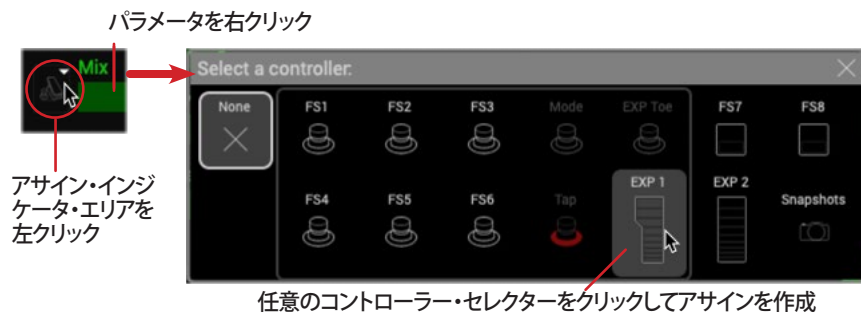 パラメータを右クリック
Mix
Select a controller:
None
FS1
FS2
FS3
Mode
EXP Toe
FS7
FS8
アサイン・インジ
ケータ・エリアを
左クリック
FS4
FS5
FS6
Tap
EXP 1
EXP 2
Snapshots
任意のコントローラー・セレクターをクリックしてアサインを作成